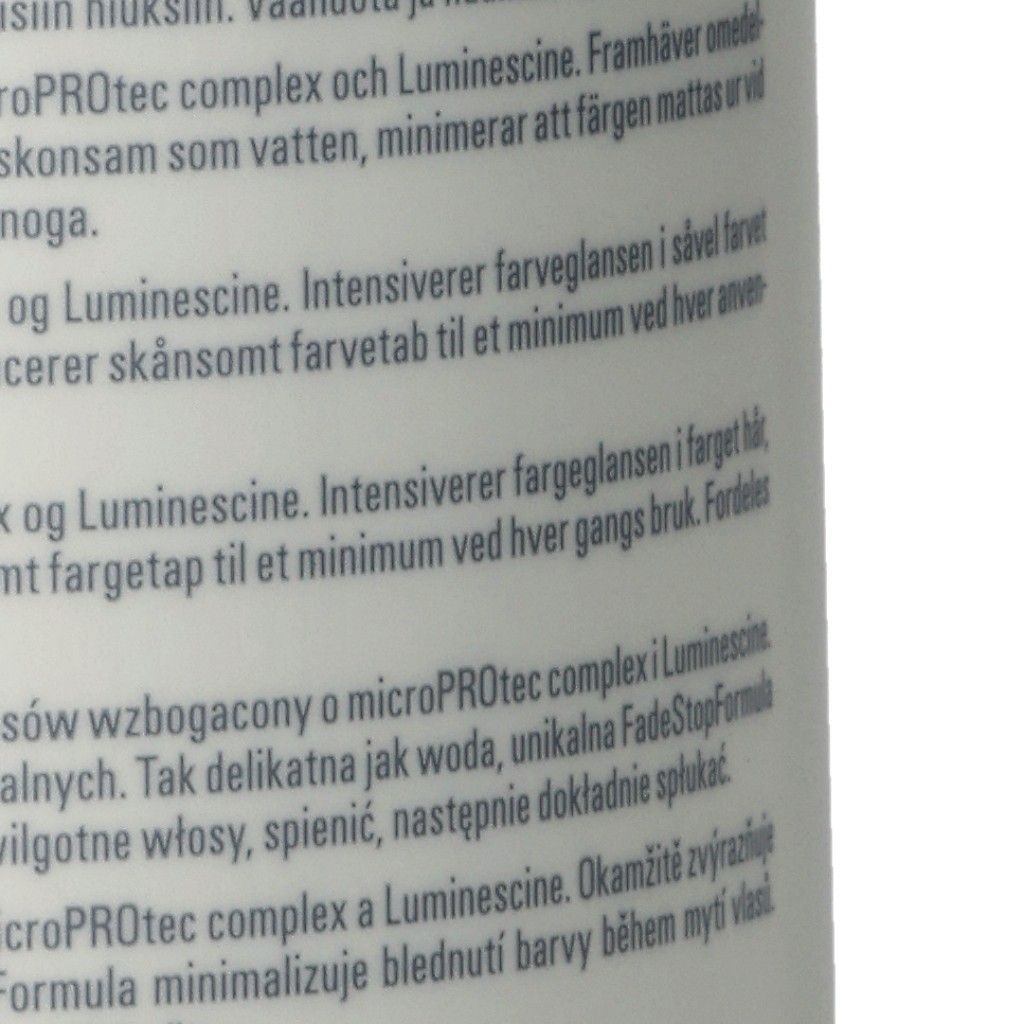 roPROtec complex och Luminescine. Framhäver omedel-
skonsam som vatten, minimerar att färgen mattas ur vid
noga.
og Luminescine. Intensiverer farveglansen i såvel farvet
cerer skånsomt farvetab til et minimum ved hver anven-
x og Luminescine. Intensiverer fargeglansen i farget hår,
mt fargetap til et minimum ved hver gangs bruk. Fordeles
sów wzbogacony o microPROtec complex i Luminescine.
alnych. Tak delikatna jak woda, unikalna FadeStopFormula
vilgotne włosy, spienić, następnie dokładnie spłukać.
icroPROtec complex a Luminescine. Okamžitě zvýrazňuje
Formula minimalizuje blednutí barvy během mytí vlasů.